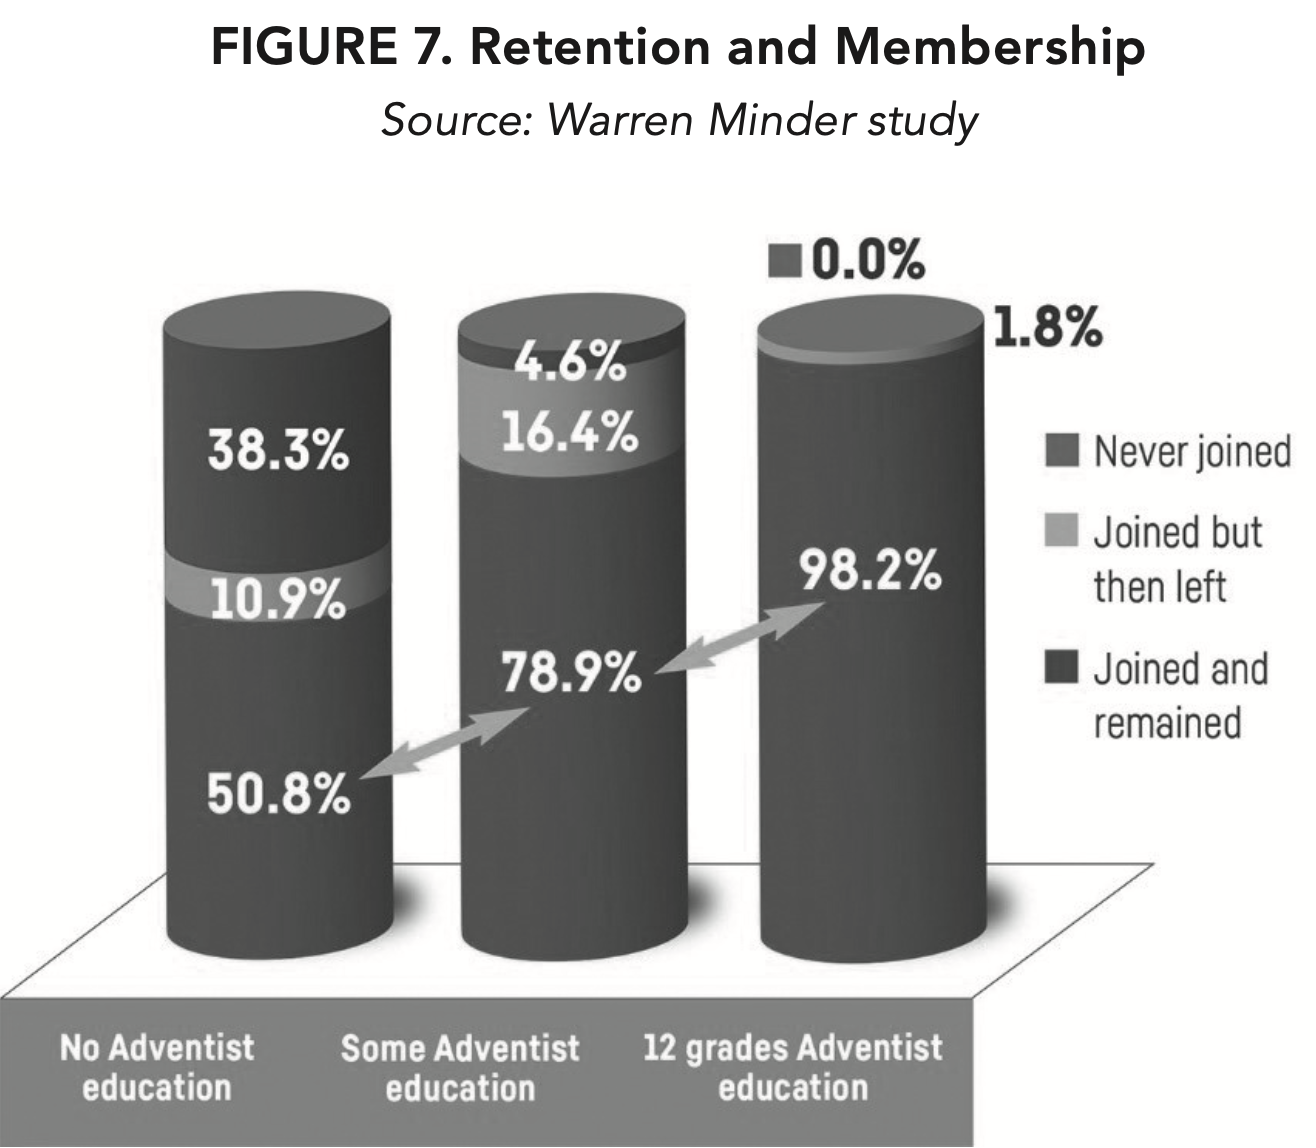 FIGURE 7. Retention and Membership
Source: Warren Minder study
0.0%
1.8%
38.3%
10.9%
50.8%
4.6%
16.4%
78.9%
98.2%
Never joined
Joined but
then left
Joined and
remained
No Adventist
education
Some Adventist
education
12 grades Adventist
education